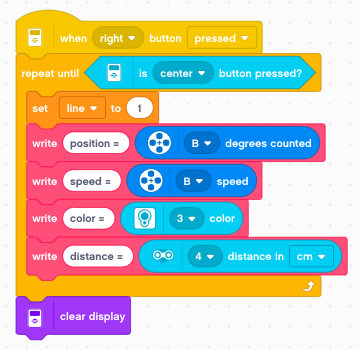 when right button pressed
repeat until is center button pressed?
set line to 1
write position = B degrees counted
write speed = B speed
write color = 3 color
write distance = 4 distance in cm
clear display